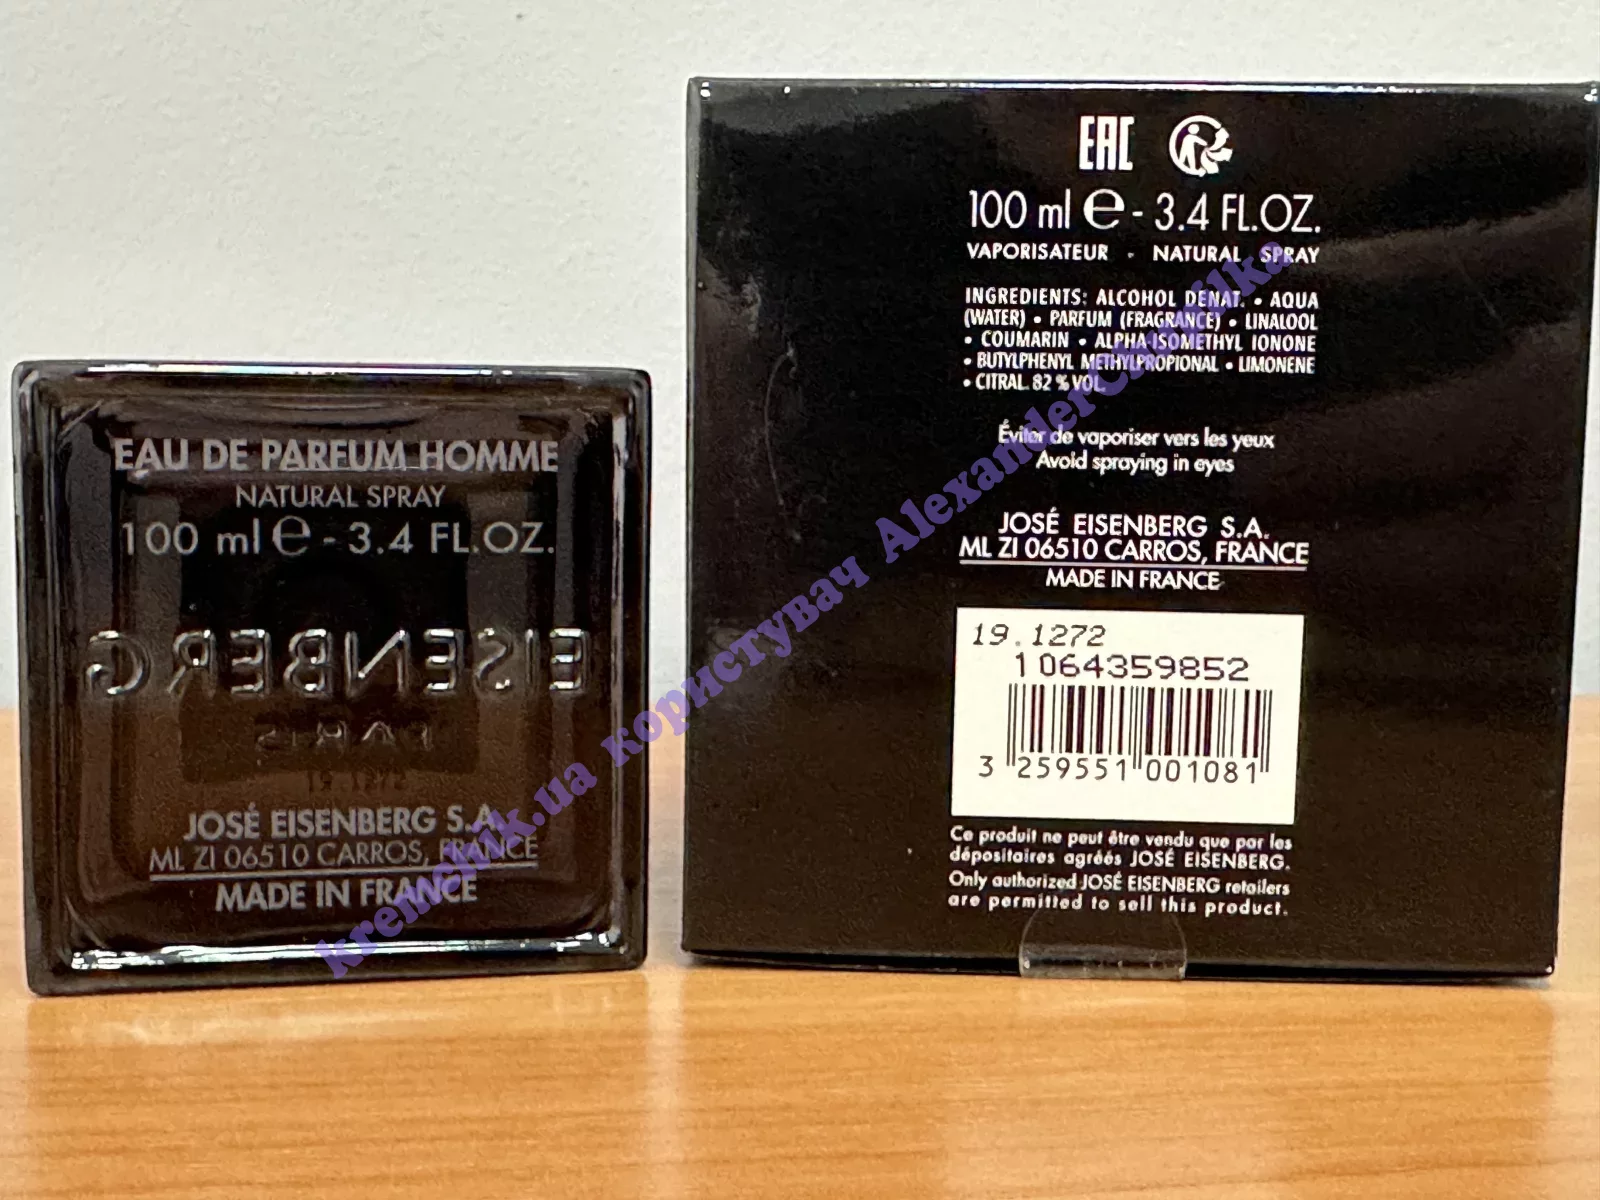 EAU DE PARFUM HOMME
NATURAL SPRAY
100 ml e - 3.4 FL.OZ.
EISENBERG
PARIS
JOSÉ EISENBERG S.A.
ML ZI 06510 CARROS, FRANCE
MADE IN FRANCE
EAC
100 ml e - 3.4 FL.OZ.
VAPORISATEUR - NATURAL SPRAY
INGREDIENTS: ALCOHOL DENAT. • AQUA
(WATER) • PARFUM (FRAGRANCE) • LINALOOL
• COUMARIN • ALPHA-ISOMETHYL IONONE
• BUTYLPHENYL METHYLPROPIONAL • LIMONENE
• CITRAL. 82 % VOL.
Éviter de vaporiser vers les yeux
Avoid spraying in eyes
JOSÉ EISENBERG S.A.
ML ZI 06510 CARROS, FRANCE
MADE IN FRANCE
19.1272
1064359852
3 259551 001081
Ce produit ne peut être vendu que par les
dépositaires agréés JOSÉ EISENBERG.
Only authorized JOSÉ EISENBERG retailers
are permitted to sell this product.
kremchik.ua користувач AlexanderChepilka